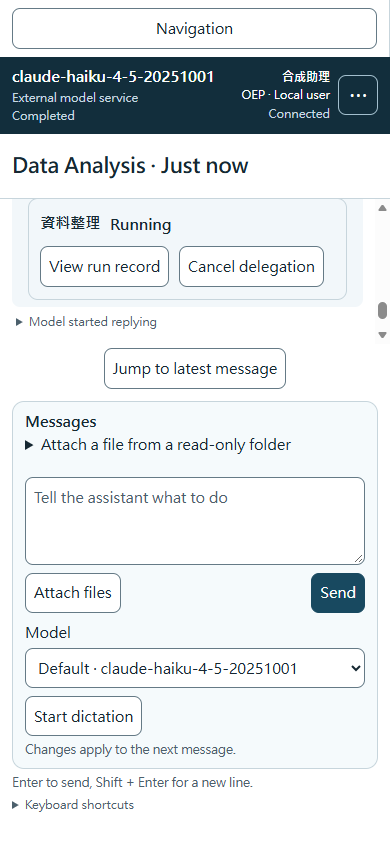 Navigation
claude-haiku-4-5-20251001
External model service
Completed
合成助理
OEP · Local user
Connected
Data Analysis · Just now
資料整理 Running
View run record
Cancel delegation
Model started replying
Jump to latest message
Messages
Attach a file from a read-only folder
Tell the assistant what to do
Attach files
Send
Model
Default · claude-haiku-4-5-20251001
Start dictation
Changes apply to the next message.
Enter to send, Shift + Enter for a new line.
Keyboard shortcuts